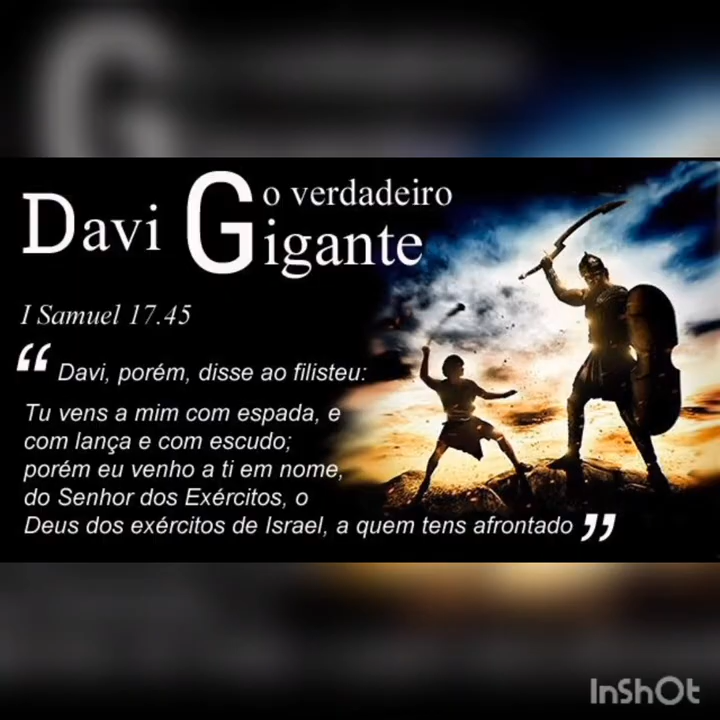 Davi o verdadeiro Gigante
I Samuel 17.45
“ Davi, porém, disse ao filisteu:
Tu vens a mim com espada, e
com lança e com escudo;
porém eu venho a ti em nome,
do Senhor dos Exércitos, o
Deus dos exércitos de Israel, a quem tens afrontado ”
InShOt